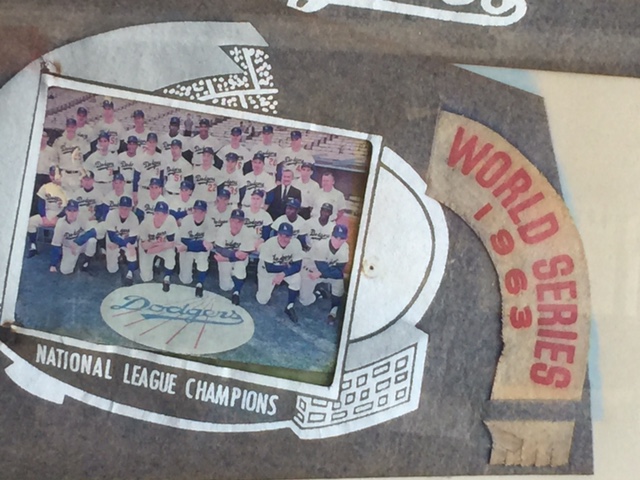 Dodgers
NATIONAL LEAGUE CHAMPIONS
WORLD SERIES
1963